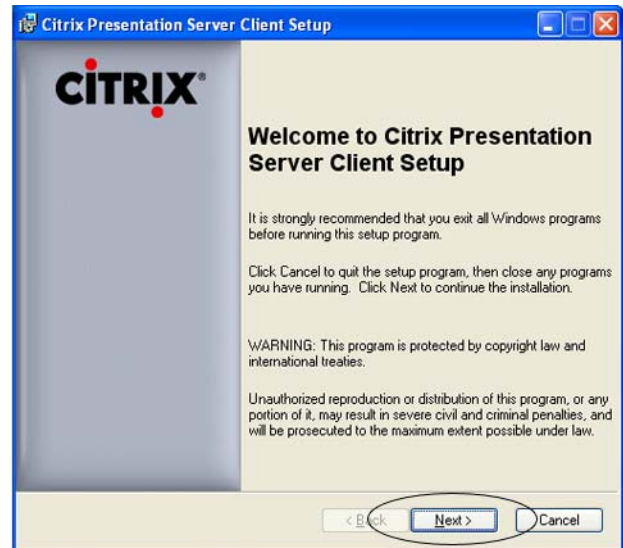 Citrix Presentation Server Client Setup
CITRIX®
Welcome to Citrix Presentation
Server Client Setup
It is strongly recommended that you exit all Windows programs
before running this setup program.
Click Cancel to quit the setup program, then close any programs
you have running. Click Next to continue the installation.
WARNING: This program is protected by copyright law and
international treaties.
Unauthorized reproduction or distribution of this program, or any
portion of it, may result in severe civil and criminal penalties, and
will be prosecuted to the maximum extent possible under law.
< Back Next > Cancel